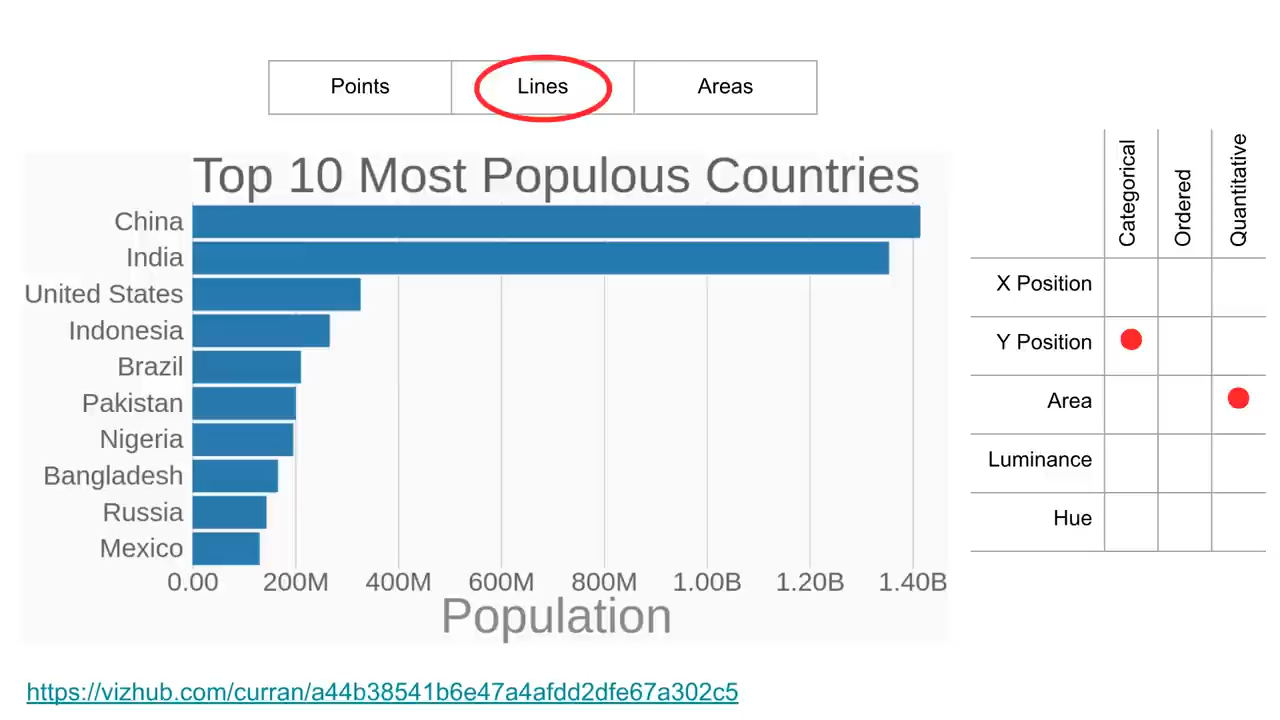 Points Lines Areas
Top 10 Most Populous Countries
China
India
United States
Indonesia
Brazil
Pakistan
Nigeria
Bangladesh
Russia
Mexico
0.00 200M 400M 600M 800M 1.00B 1.20B 1.40B
Population
Categorical Ordered Quantitative
X Position
Y Position
Area
Luminance
Hue
https://vizhub.com/curran/a44b38541b6e47a4afdd2dfe67a302c5